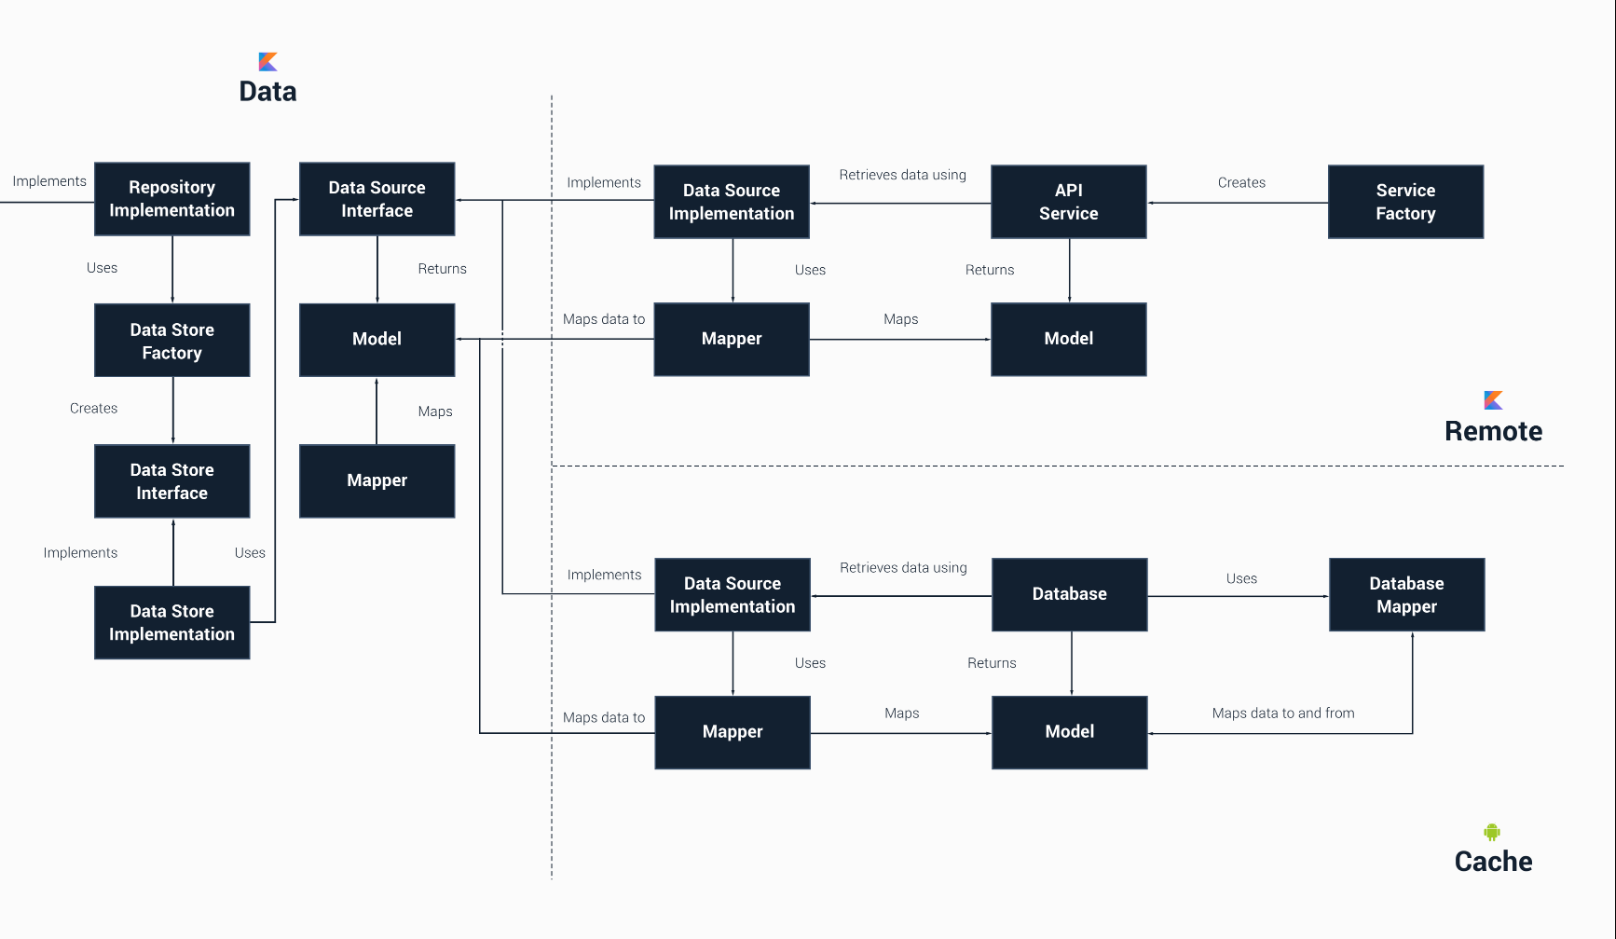 Data
Implements
Repository
Implementation
Uses
Data Store
Factory
Creates
Data Store
Interface
Implements
Uses
Data Store
Implementation
Data Source
Interface
Returns
Model
Maps
Mapper
Implements
Data Source
Implementation
Retrieves data using
API
Service
Creates
Service
Factory
Uses
Returns
Maps data to
Mapper
Maps
Model
Remote
Implements
Data Source
Implementation
Retrieves data using
Database
Uses
Database
Mapper
Uses
Returns
Maps data to
Mapper
Maps
Model
Maps data to and from
Cache